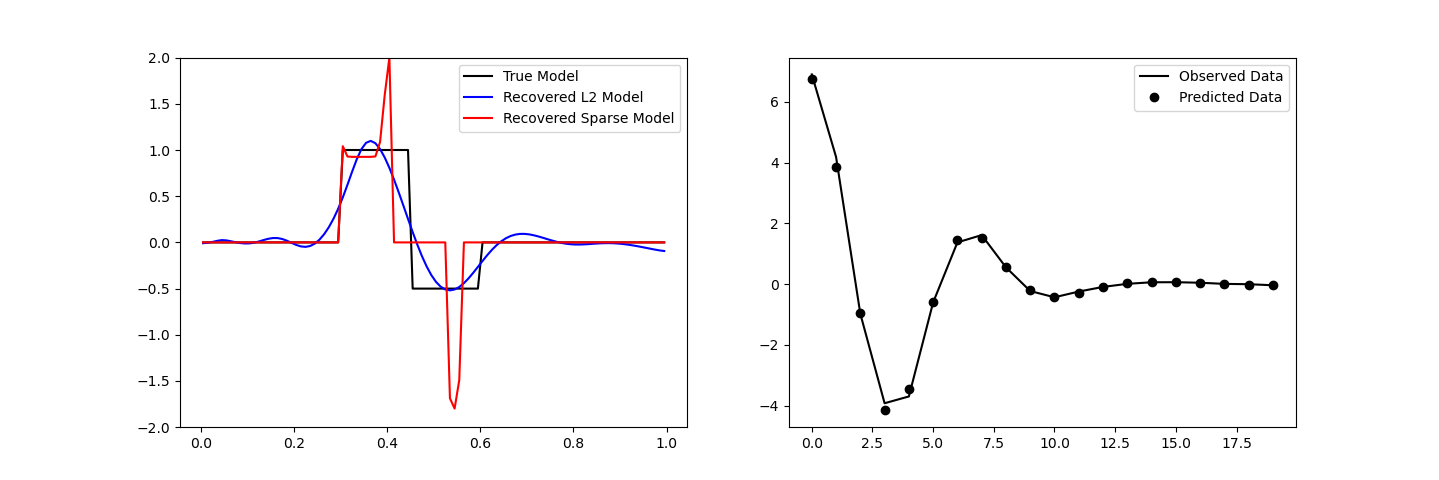 2.0
1.5
1.0
0.5
0.0
−0.5
−1.0
−1.5
−2.0
0.0 0.2 0.4 0.6 0.8 1.0
True Model
Recovered L2 Model
Recovered Sparse Model
6
4
2
0
−2
−4
0.0 2.5 5.0 7.5 10.0 12.5 15.0 17.5
Observed Data
Predicted Data